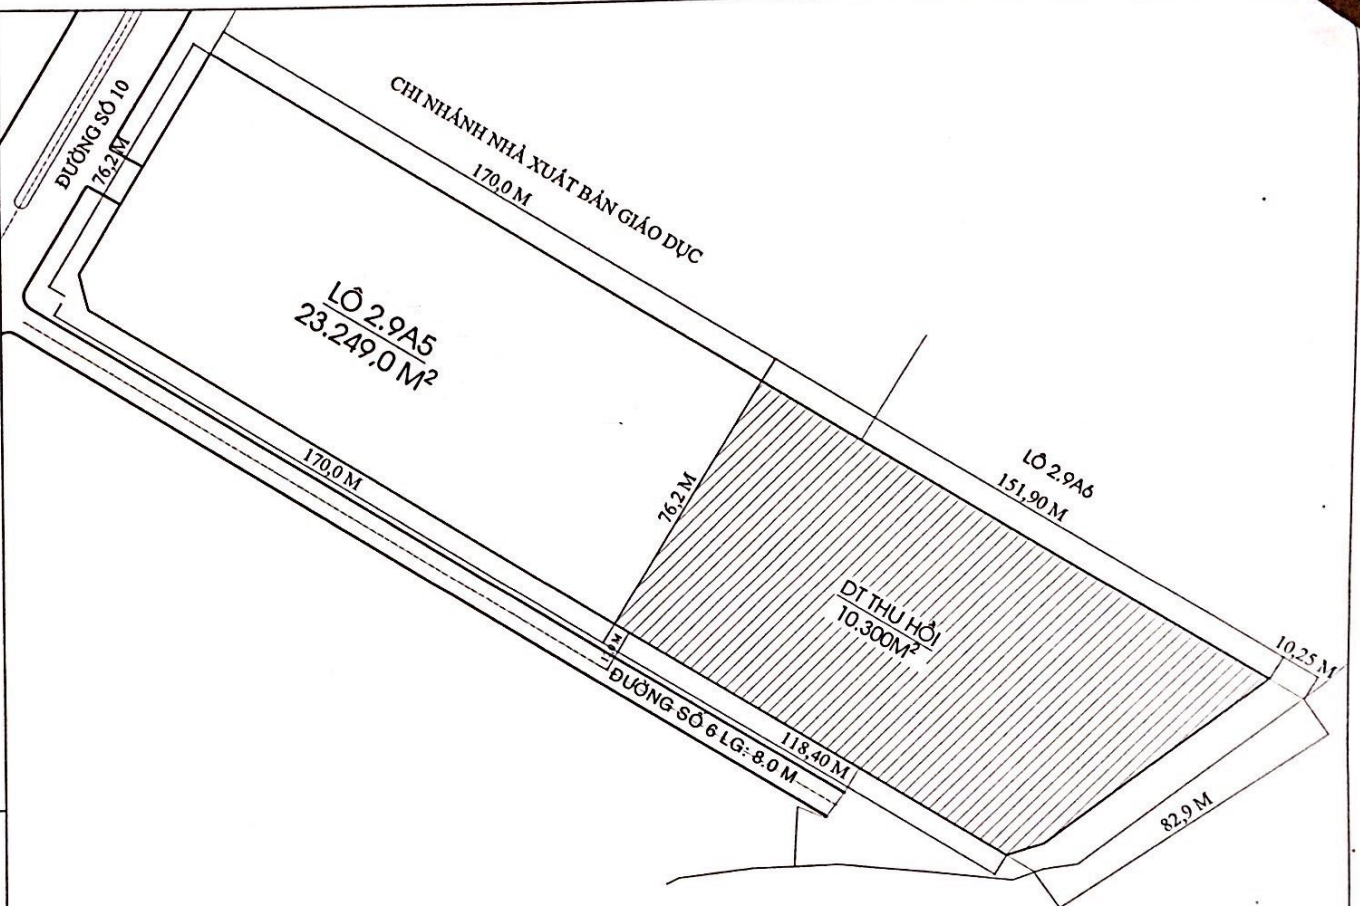 ĐƯỜNG SỐ 10
76,2 M
CHI NHÁNH NHÀ XUẤT BẢN GIÁO DỤC
170,0 M
LÔ 2.9A5
23.249,0 M²
170,0 M
76,2 M
LÔ 2.9A6
151,90 M
DT THU HỒI
10.300M²
10,25 M
ĐƯỜNG SỐ 6 LG: 8.0 M
118,40 M
82,9 M